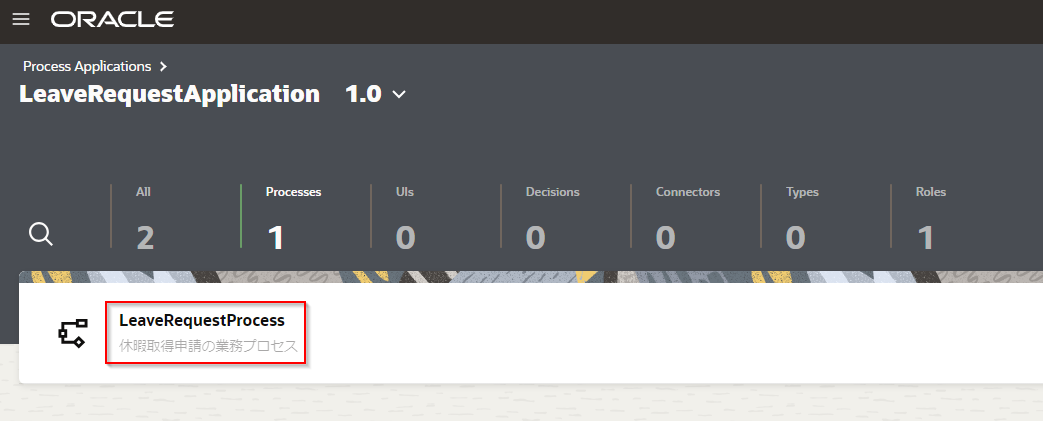 ORACLE
Process Applications
LeaveRequestApplication 1.0
All Processes UIs Decisions Connectors Types Roles
2 1 0 0 0 0 1
LeaveRequestProcess
休暇取得申請の業務プロセス